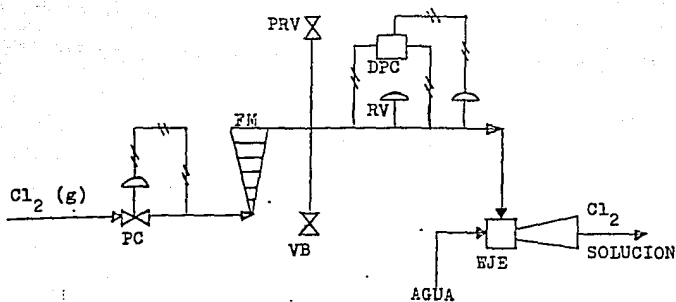 PRV
DPC
RV
FM
Cl₂ (g)
PC
VB
Cl₂
SOLUCION
EJE
AGUA